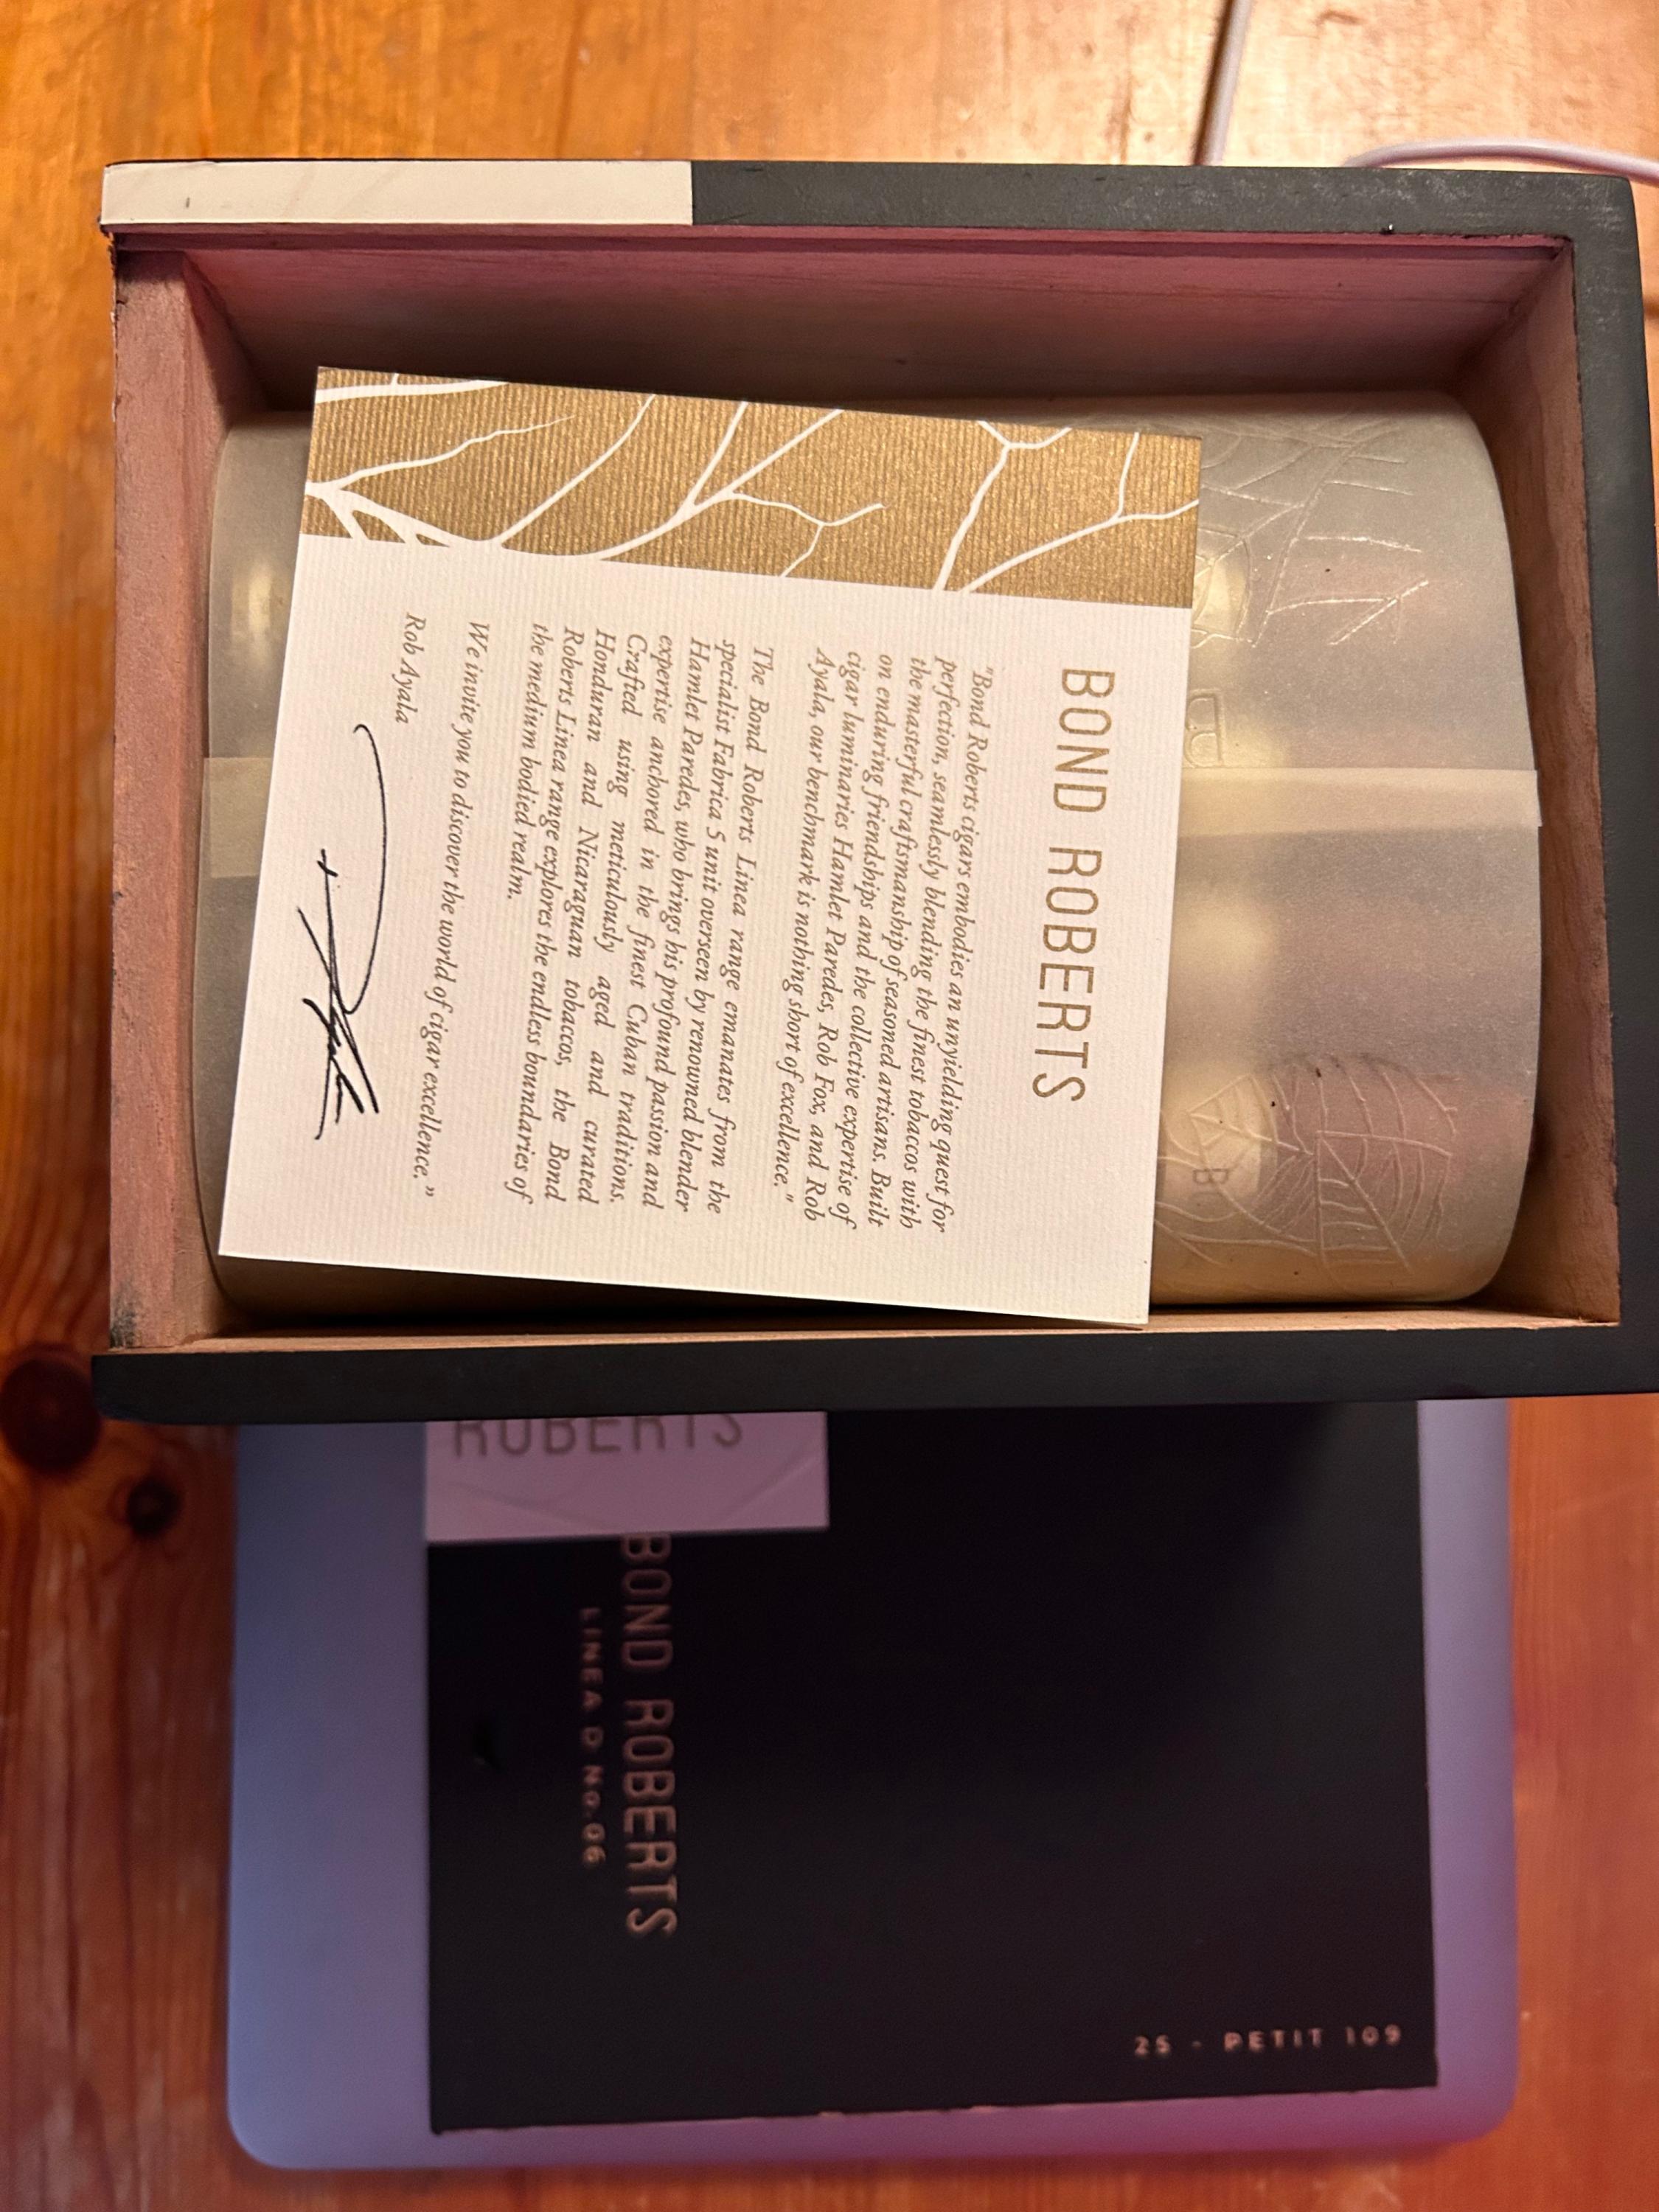 BOND ROBERTS
"Bond Roberts cigars embodies an unyielding quest for
perfection, seamlessly blending the finest tobaccos with
the masterful craftsmanship of seasoned artisans. Built
on enduring friendships and the collective expertise of
cigar luminaries Hamlet Paredes, Rob Fox, and Rob
Ayala, our benchmark is nothing short of excellence."
The Bond Roberts Linea range emanates from the
specialist Fabrica 5 unit overseen by renowned blender
Hamlet Paredes, who brings his profound passion and
expertise anchored in the finest Cuban traditions.
Crafted using meticulously aged and curated
Honduran and Nicaraguan tobaccos, the Bond
Roberts Linea range explores the endless boundaries of
the medium bodied realm.
We invite you to discover the world of cigar excellence."
Rob Ayala
ROBERTS
BOND ROBERTS
LINEA D NO.06
25 - PETIT 109